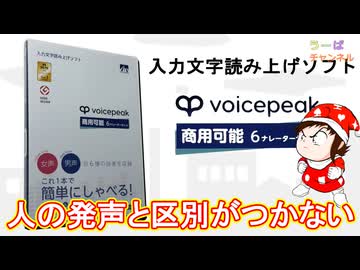 らーば
チャンネル
入力文字読み上げソフト
voicepeak
商用可能 6ナレーター
入力文字読み上げソフト
voicepeak
商用可能
女声
男声
これ1本で
簡単にしゃべる!
人の発声と区別がつかない